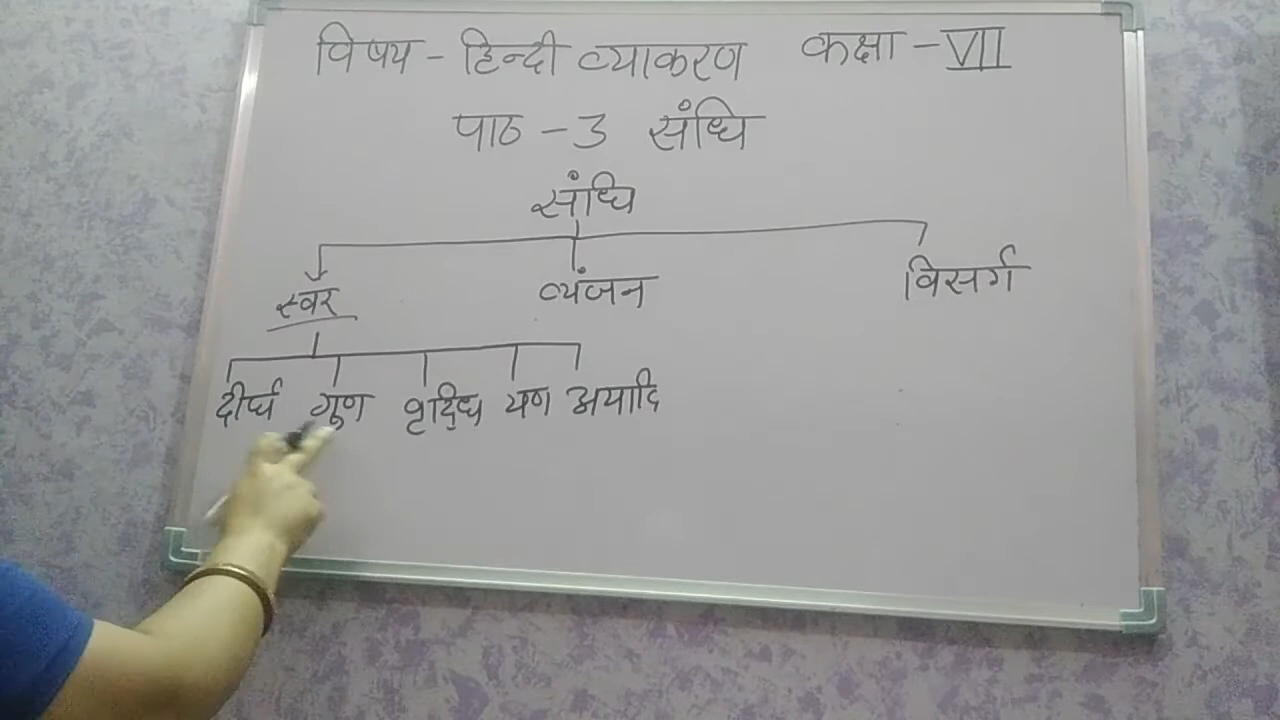 विषय - हिन्दी व्याकरण कक्षा - VII
पाठ - 3 संधि
संधि
स्वर व्यंजन विसर्ग
दीर्घ गुण वृद्धि यण अयादि